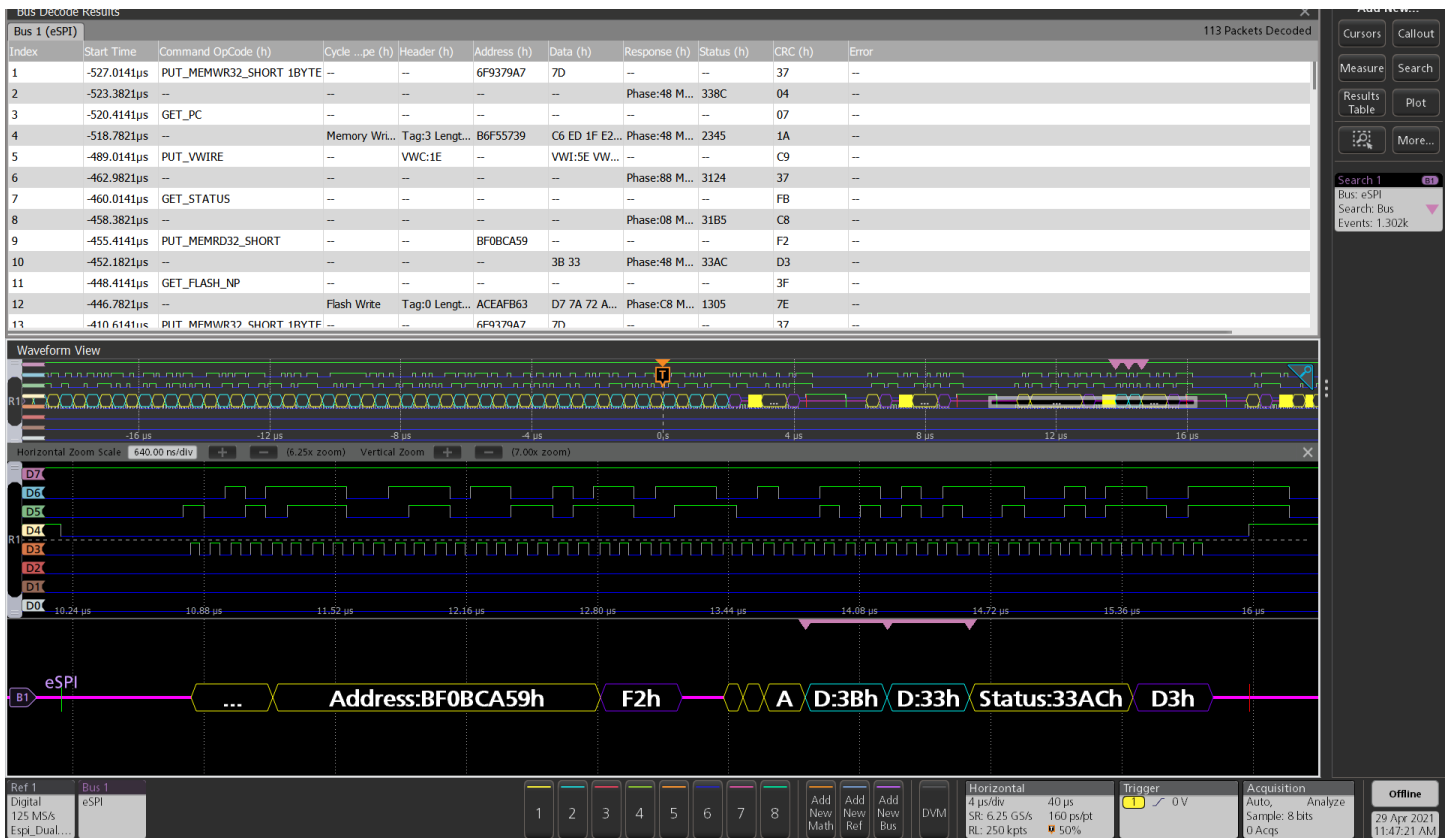 Bus Decode Results
Add New...
Bus 1 (eSPI)
113 Packets Decoded
Index Start Time Command OpCode (h) Cycle ...pe (h) Header (h) Address (h) Data (h) Response (h) Status (h) CRC (h) Error
1 -527.0141µs PUT_MEMWR32_SHORT 1BYTE -- -- 6F9379A7 7D -- -- 37 --
2 -523.3821µs -- -- -- -- -- Phase:48 M... 338C 04 --
3 -520.4141µs GET_PC -- -- -- -- -- -- 07 --
4 -518.7821µs -- Memory Wri... Tag:3 Lengt... B6F55739 C6 ED 1F E2... Phase:48 M... 2345 1A --
5 -489.0141µs PUT_VWIRE -- VWC:1E -- VWI:5E VW... -- -- C9 --
6 -462.9821µs -- -- -- -- -- Phase:88 M... 3124 37 --
7 -460.0141µs GET_STATUS -- -- -- -- -- -- FB --
8 -458.3821µs -- -- -- -- -- Phase:08 M... 31B5 C8 --
9 -455.4141µs PUT_MEMRD32_SHORT -- -- BF0BCA59 -- -- -- F2 --
10 -452.1821µs -- -- -- -- 3B 33 Phase:48 M... 33AC D3 --
11 -448.4141µs GET_FLASH_NP -- -- -- -- -- -- 3F --
12 -446.7821µs -- Flash Write Tag:0 Lengt... ACEAFB63 D7 7A 72 A... Phase:C8 M... 1305 7E --
13 -410.6141µs PUT_MEMWR32_SHORT 1BYTE -- -- 6F9379A7 7D -- -- 37 --
Cursors Callout
Measure Search
Results Table Plot
More...
Search 1 B1
Bus: eSPI
Search: Bus
Events: 1.302k
Waveform View
T
R1
... ... ... ...
-16 µs -12 µs -8 µs -4 µs 0 s 4 µs 8 µs 12 µs 16 µs
Horizontal Zoom Scale 640.00 ns/div + − (6.25x zoom) Vertical Zoom + − (7.00x zoom)
D7
D6
D5
D4
R1
D3
D2
D1
D0
10.24 µs 10.88 µs 11.52 µs 12.16 µs 12.80 µs 13.44 µs 14.08 µs 14.72 µs 15.36 µs 16 µs
eSPI
B1 ... Address:BF0BCA59h F2h A D:3Bh D:33h Status:33ACh D3h
Ref 1
Digital
125 MS/s
Espi_Dual....
Bus 1
eSPI
1 2 3 4 5 6 7 8
Add New Math
Add New Ref
Add New Bus
DVM
Horizontal
4 µs/div 40 µs
SR: 6.25 GS/s 160 ps/pt
RL: 250 kpts 50%
Trigger
1 0 V
Acquisition
Auto, Analyze
Sample: 8 bits
0 Acqs
Offline
29 Apr 2021
11:47:21 AM